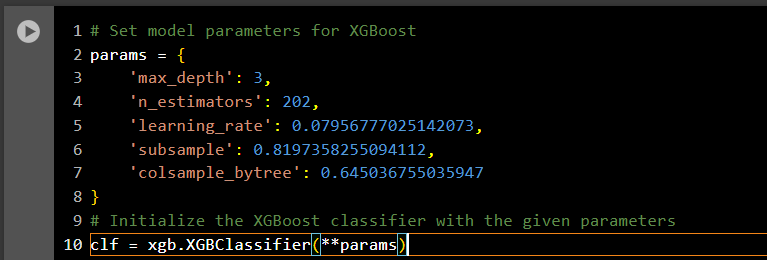 1 # Set model parameters for XGBoost
2 params = {
3     'max_depth': 3,
4     'n_estimators': 202,
5     'learning_rate': 0.07956777025142073,
6     'subsample': 0.8197358255094112,
7     'colsample_bytree': 0.645036755035947
8 }
9 # Initialize the XGBoost classifier with the given parameters
10 clf = xgb.XGBClassifier(**params)